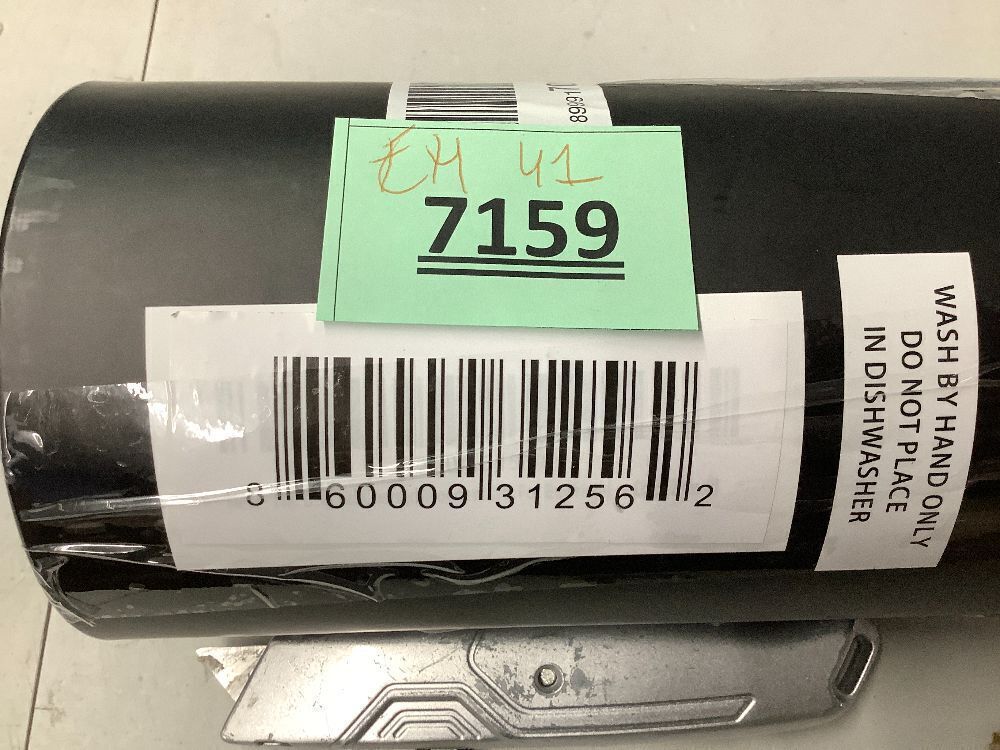 EH 41
7159
8 60009 31256 2
WASH BY HAND ONLY
DO NOT PLACE
IN DISHWASHER